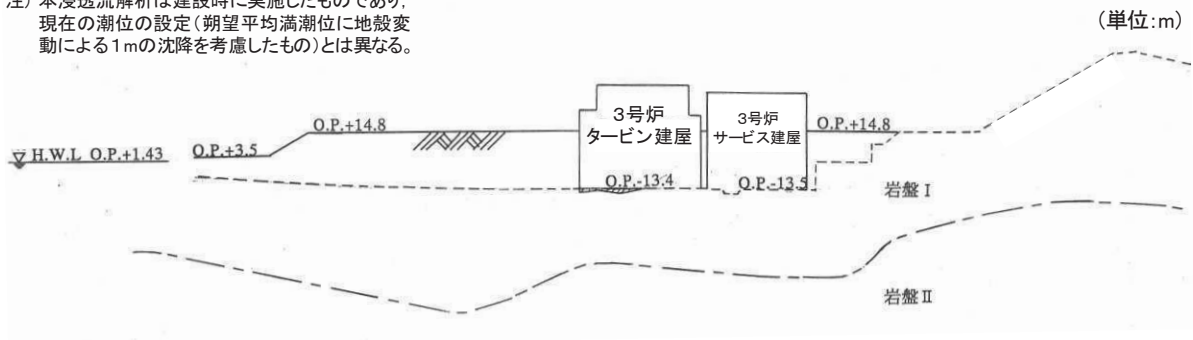 注) 本浸透流解析は建設時に実施したものであり,
現在の潮位の設定(朔望平均満潮位に地殻変
動による1mの沈降を考慮したもの)とは異なる。
(単位:m)
3号炉
タービン建屋
3号炉
サービス建屋
O.P.+14.8
O.P.+14.8
H.W.L O.P.+1.43
O.P.+3.5
O.P.-13.4
O.P.-13.5
岩盤Ⅰ
岩盤Ⅱ